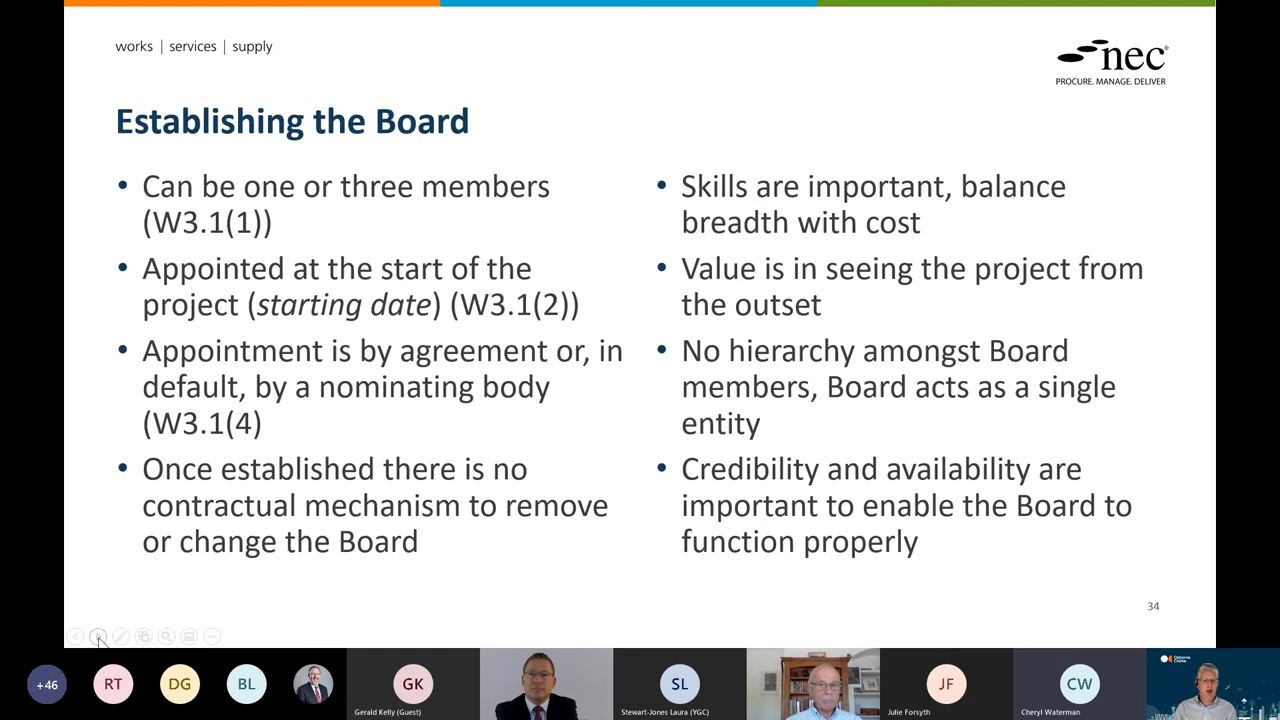 works | services | supply
nec
PROCURE. MANAGE. DELIVER
Establishing the Board
• Can be one or three members
(W3.1(1))
• Appointed at the start of the
project (starting date) (W3.1(2))
• Appointment is by agreement or, in
default, by a nominating body
(W3.1(4)
• Once established there is no
contractual mechanism to remove
or change the Board
• Skills are important, balance
breadth with cost
• Value is in seeing the project from
the outset
• No hierarchy amongst Board
members, Board acts as a single
entity
• Credibility and availability are
important to enable the Board to
function properly
34
+46
RT
DG
BL
GK
Gerald Kelly (Guest)
SL
Stewart-Jones Laura (YGC)
JF
Julie Forsyth
CW
Cheryl Waterman
Osborne
Clarke